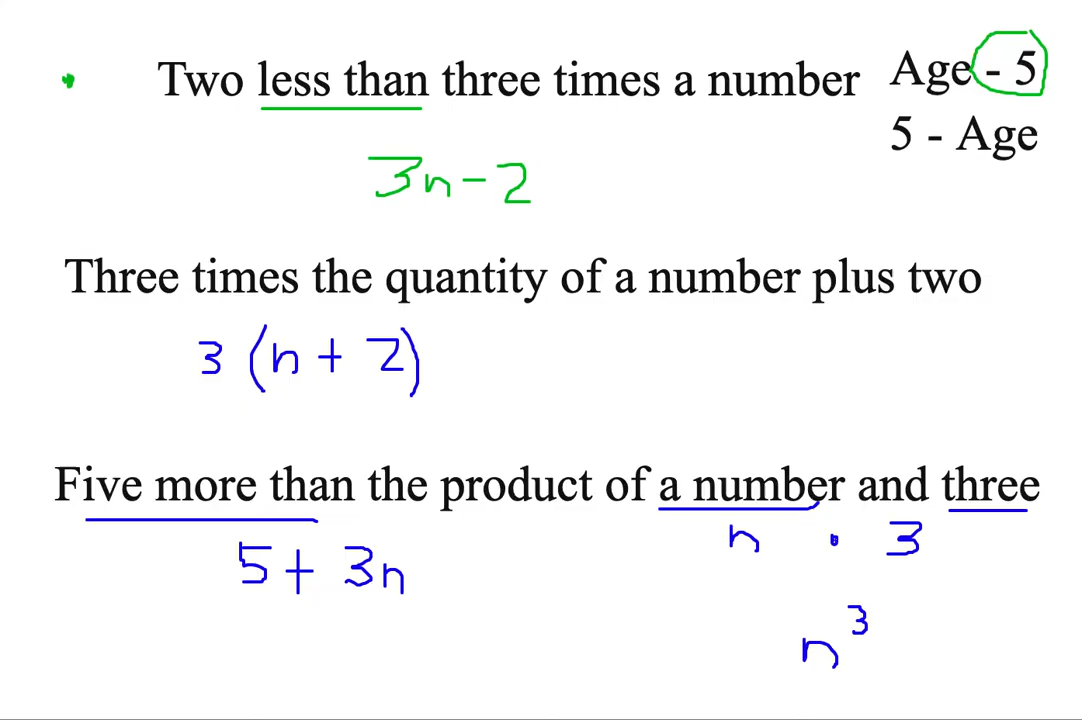 Two less than three times a number
Age - 5
5 - Age
3n - 2
Three times the quantity of a number plus two
3 (n + 2)
Five more than the product of a number and three
n · 3
5 + 3n
n³